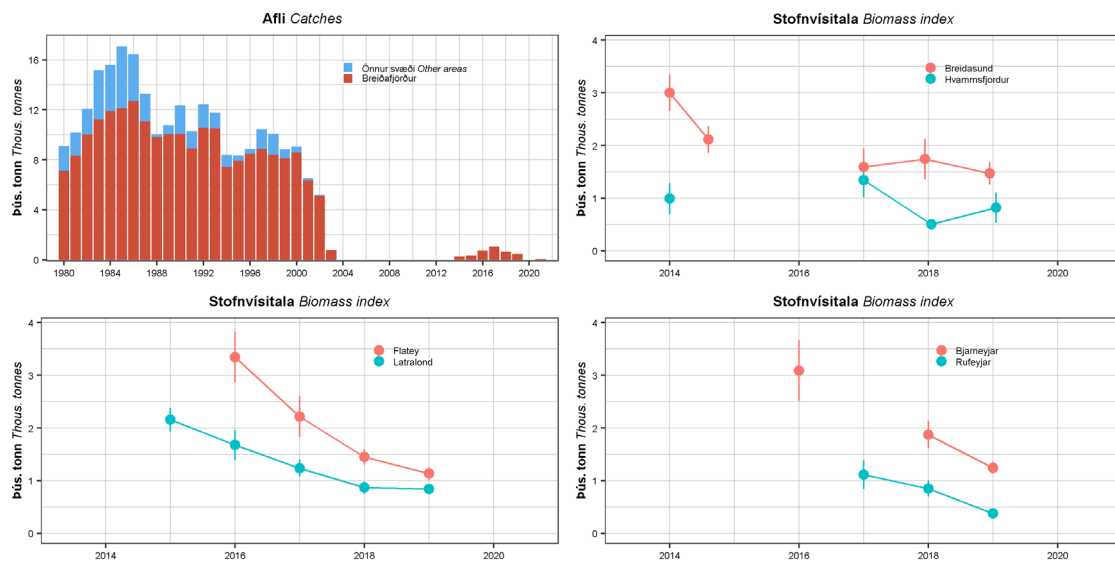 Afli Catches
Þús. tonn Thous. tonnes
16
12
8
4
0
Önnur svæði Other areas
Breiðafjörður
1980 1984 1988 1992 1996 2000 2004 2008 2012 2016 2020
Stofnvísitala Biomass index
Þús. tonn Thous. tonnes
4
3
2
1
0
Breidasund
Hvammsfjordur
2014 2016 2018 2020
Stofnvísitala Biomass index
Þús. tonn Thous. tonnes
4
3
2
1
0
Flatey
Latralond
2014 2016 2018 2020
Stofnvísitala Biomass index
Þús. tonn Thous. tonnes
4
3
2
1
0
Bjarneyjar
Rufeyjar
2014 2016 2018 2020